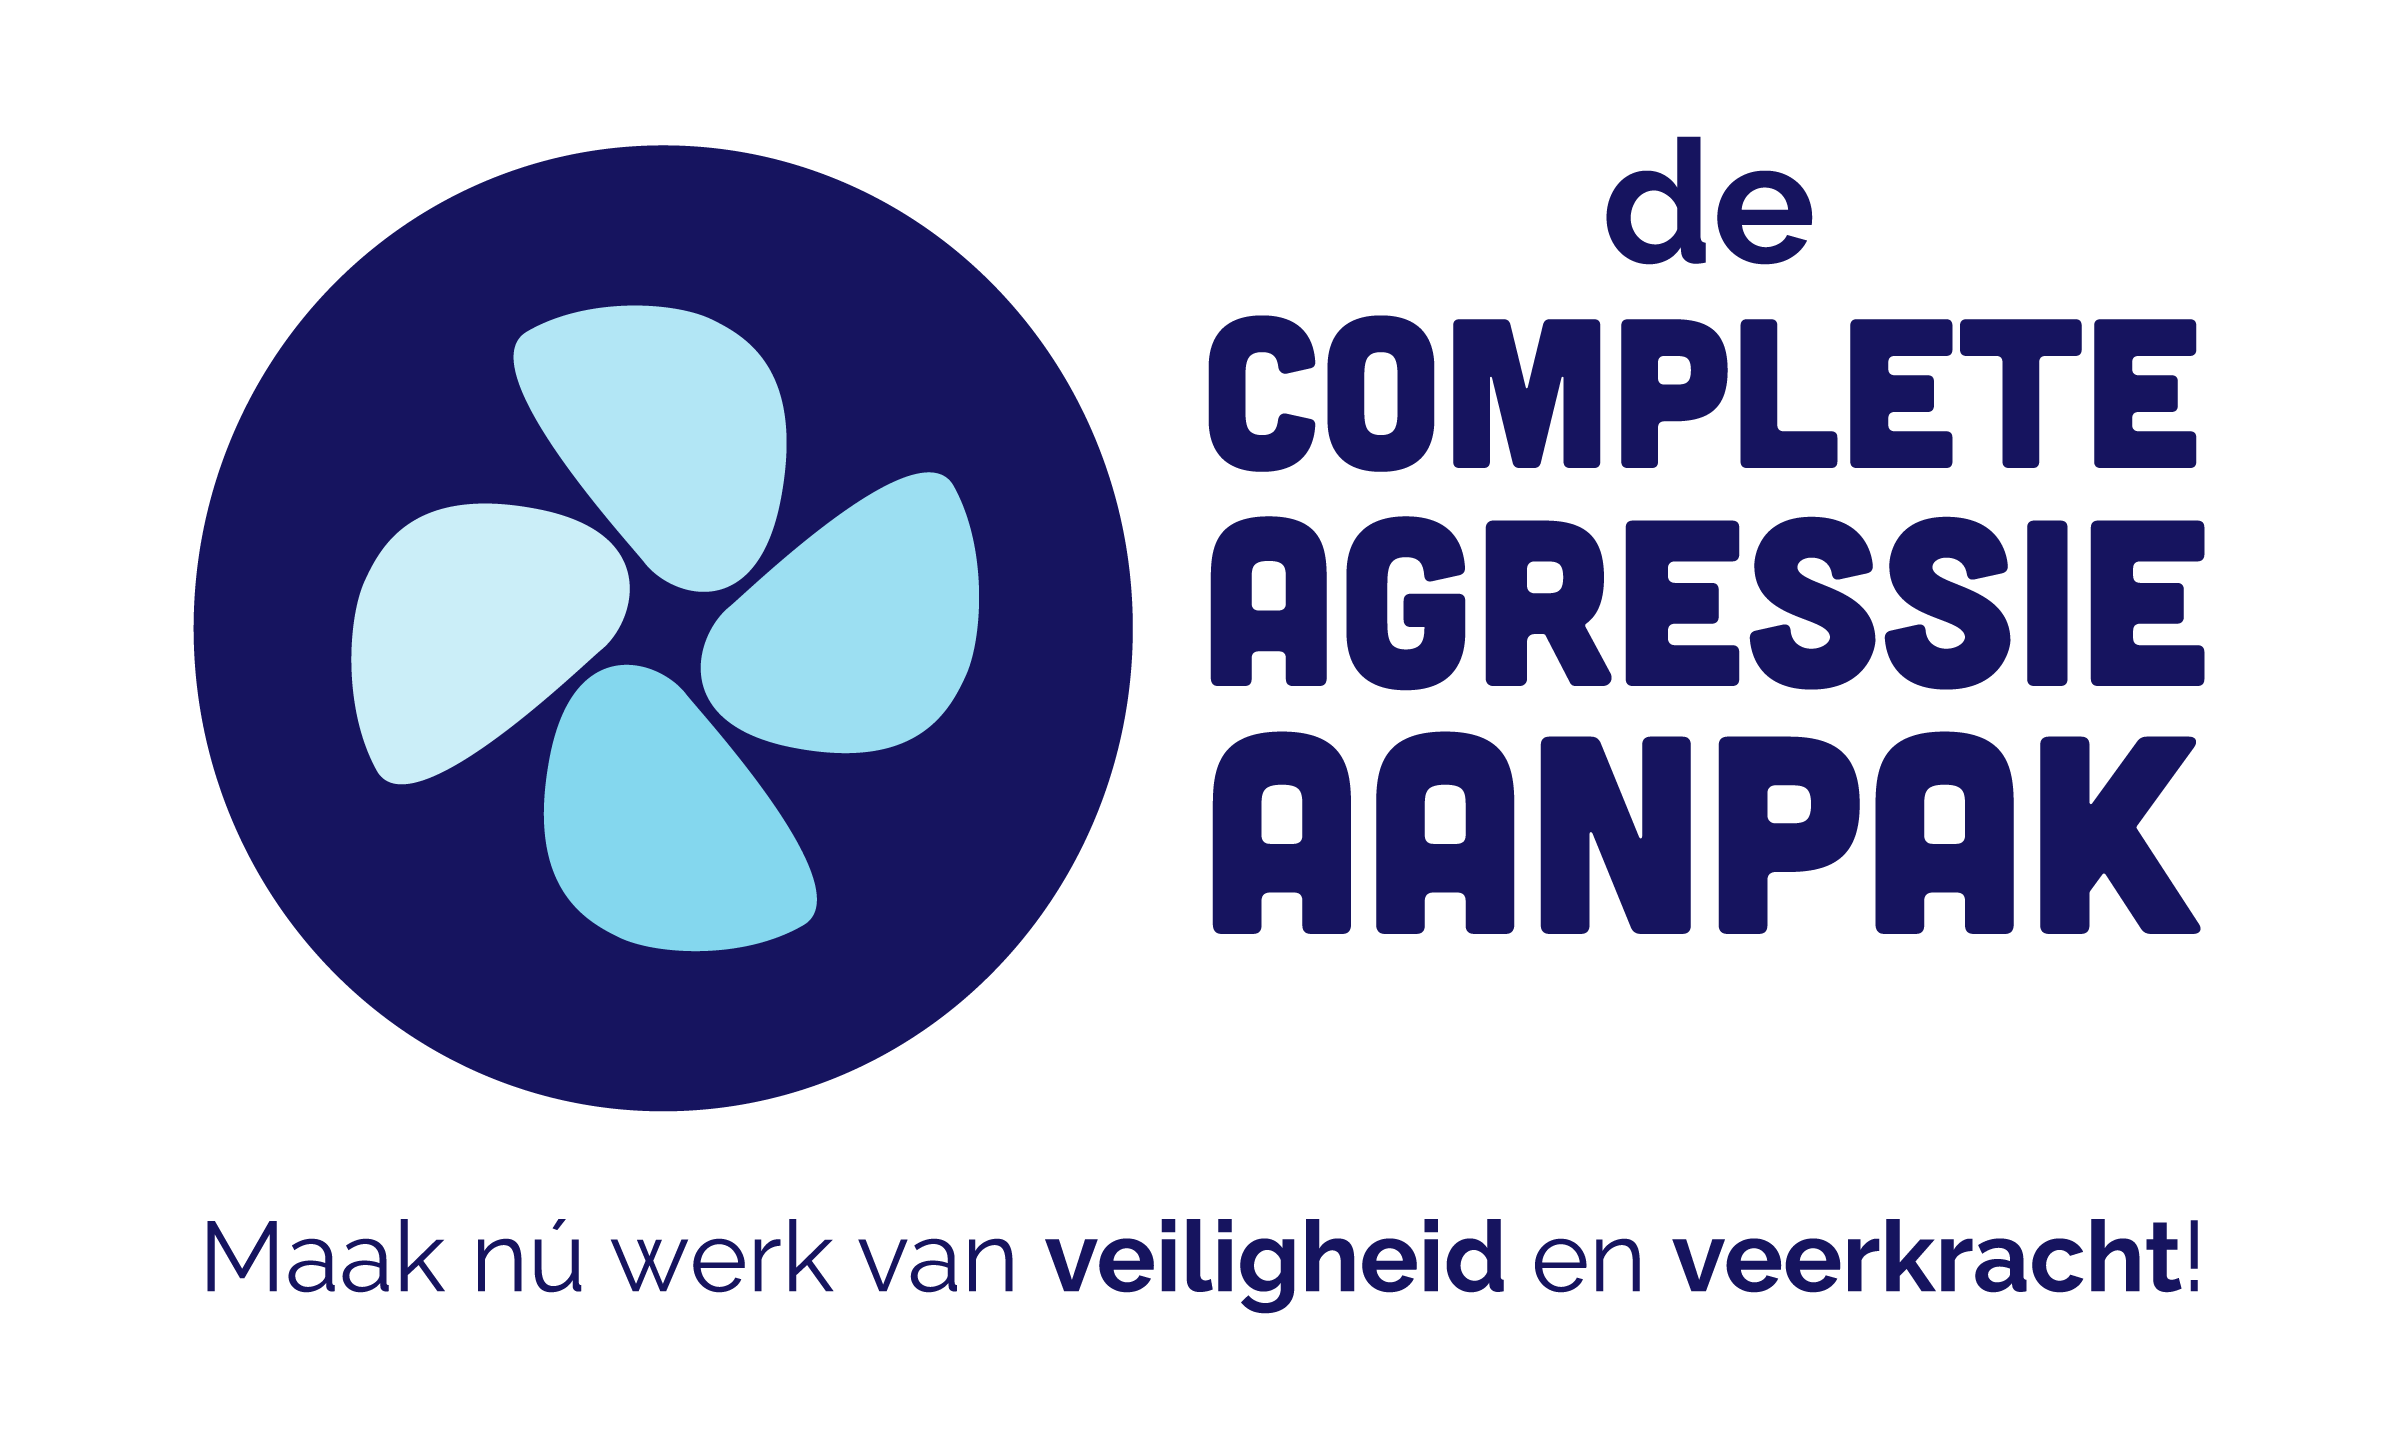 de
COMPLETE
AGRESSIE
AANPAK
Maak nú werk van veiligheid en veerkracht!